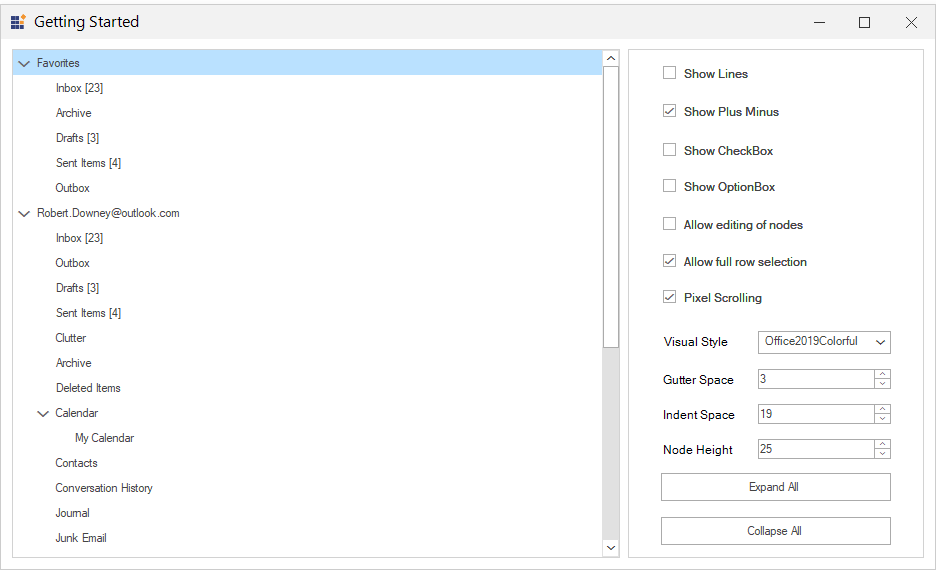 Getting Started
Favorites
Inbox [23]
Archive
Drafts [3]
Sent Items [4]
Outbox
Robert.Downey@outlook.com
Inbox [23]
Outbox
Drafts [3]
Sent Items [4]
Clutter
Archive
Deleted Items
Calendar
My Calendar
Contacts
Conversation History
Journal
Junk Email
Show Lines
Show Plus Minus
Show CheckBox
Show OptionBox
Allow editing of nodes
Allow full row selection
Pixel Scrolling
Visual Style Office2019Colorful
Gutter Space 3
Indent Space 19
Node Height 25
Expand All
Collapse All